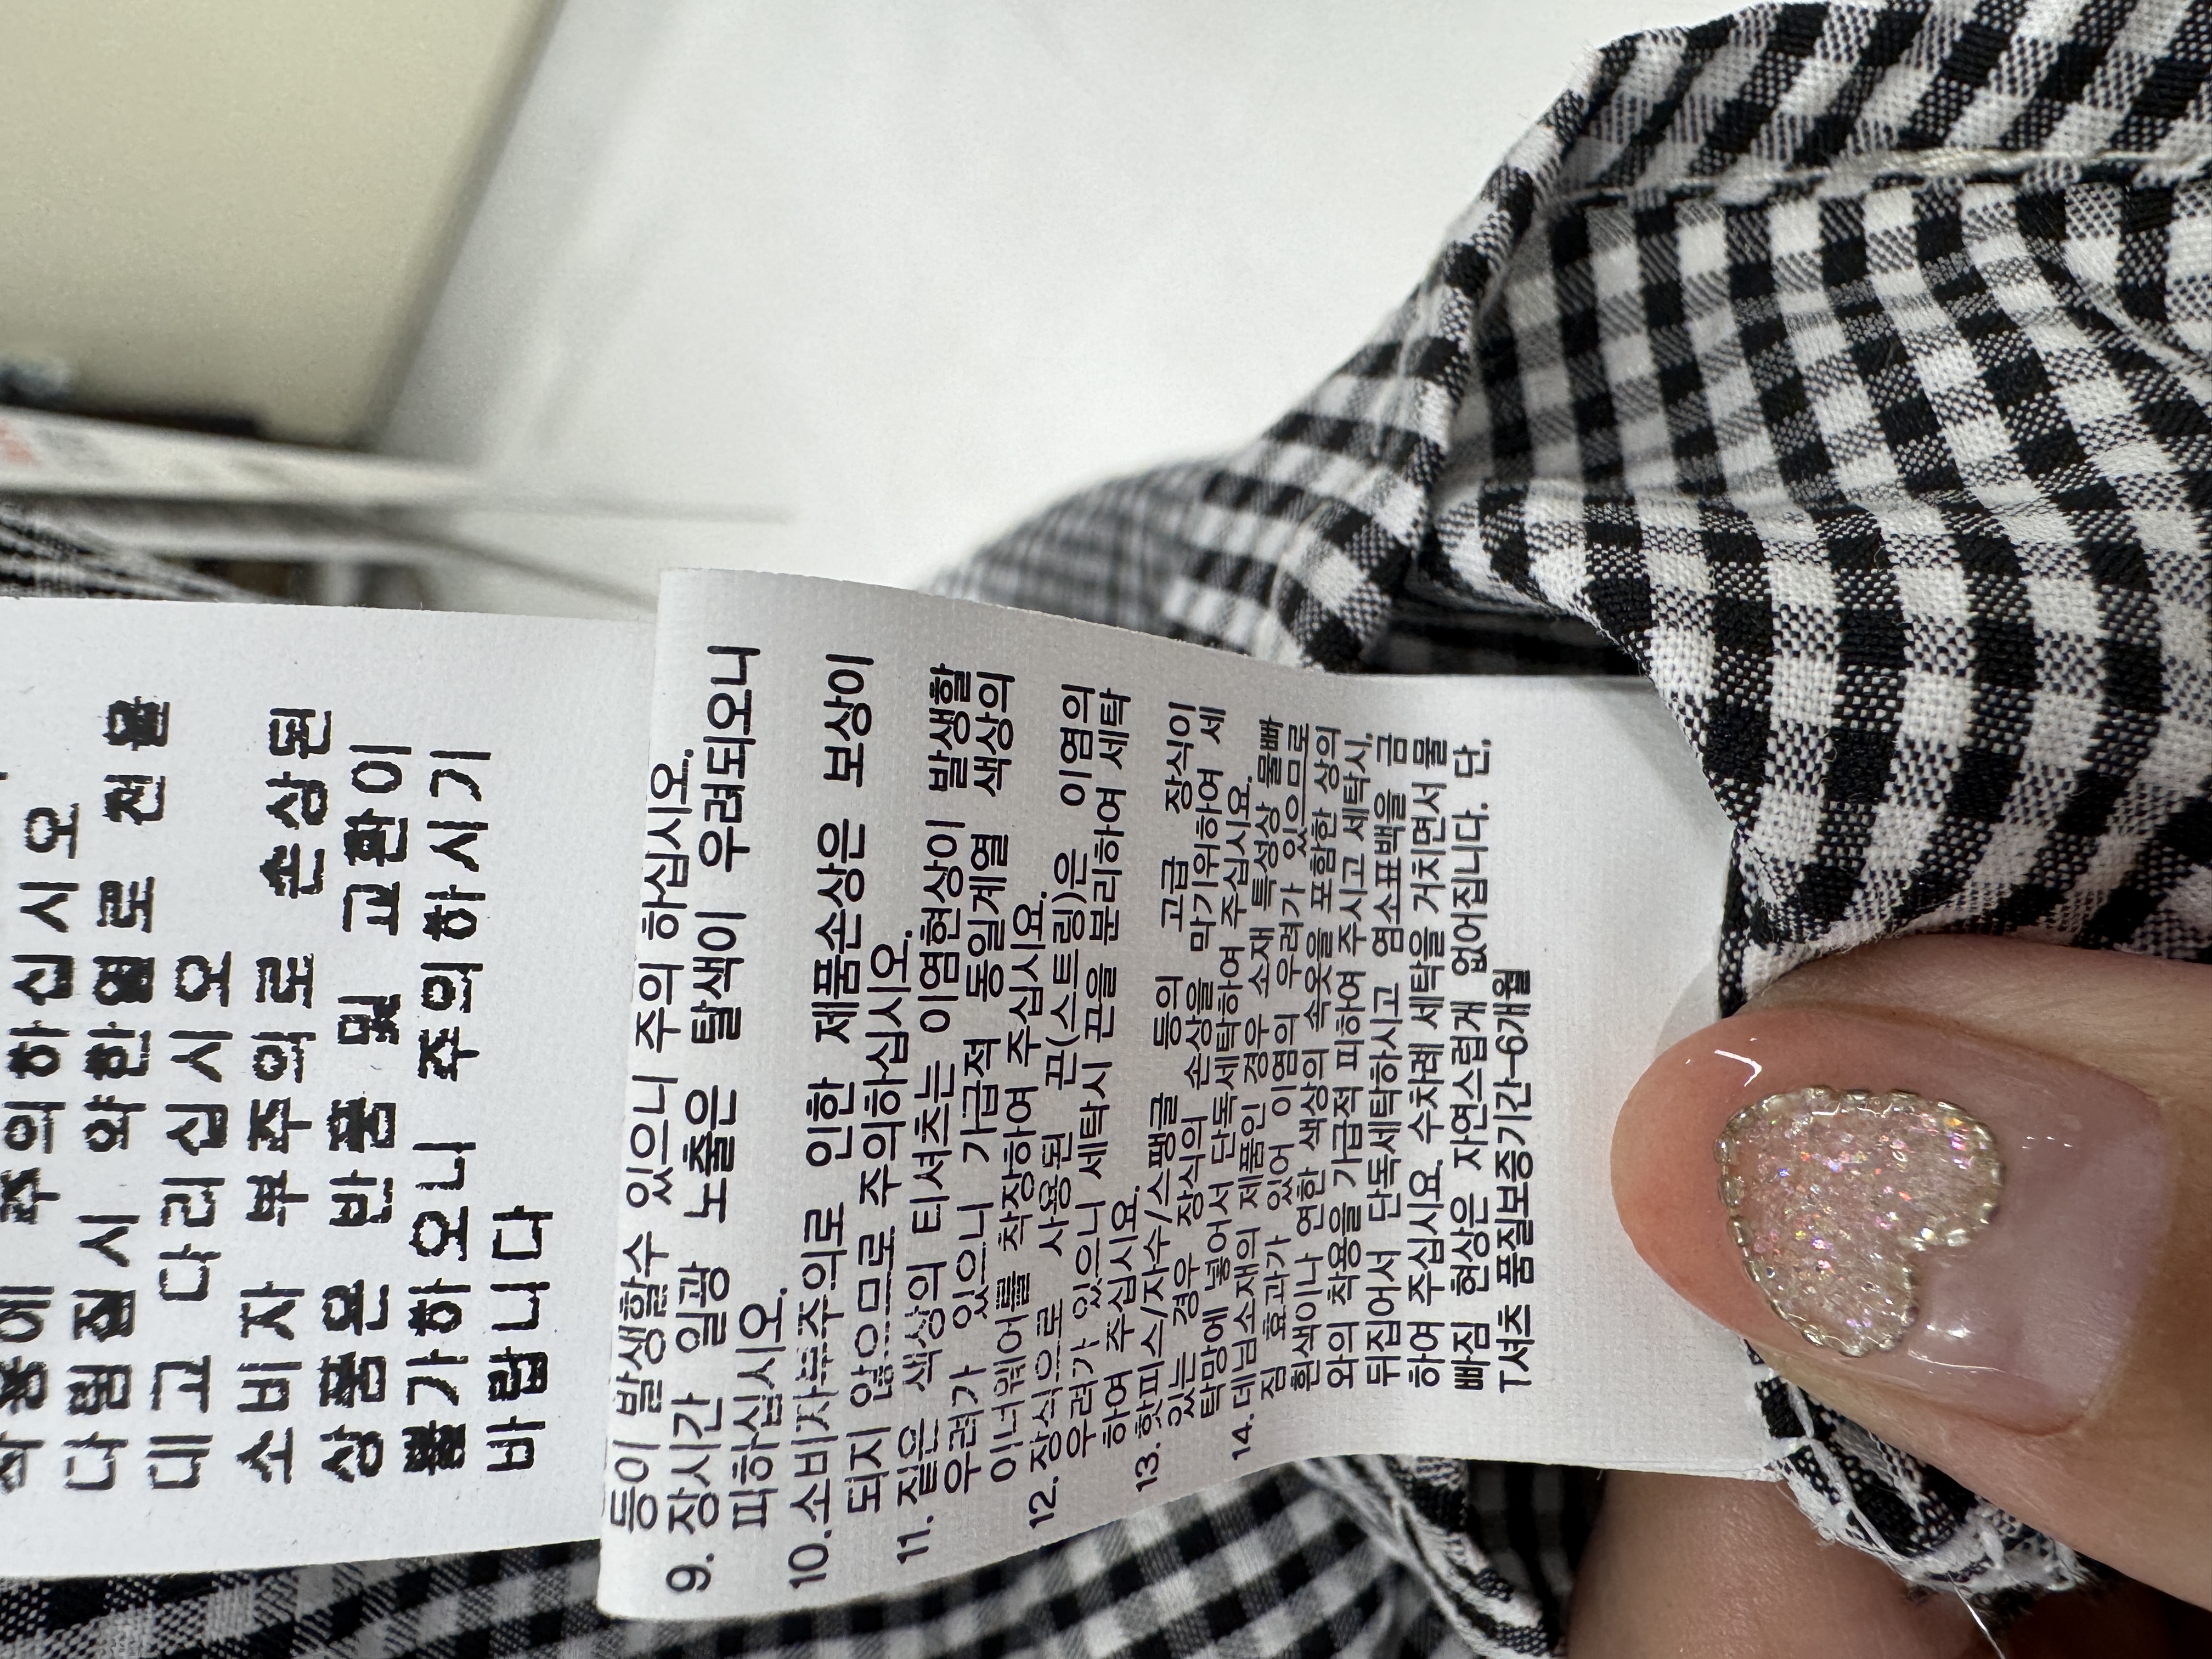 주의하십시오
다림질시 약한열로 천을
대고 다리십시오
소비자 부주의로 손상된
상품은 반품 및 교환이
불가하오니 주의하시기
바랍니다
등이 발생할수 있으니 주의 하십시오.
9. 장시간 일광 노출은 탈색이 우려되오니
피하십시오.
10.소비자부주의로 인한 제품손상은 보상이
되지 않으므로 주의하십시오.
11. 짙은 색상의 티셔츠는 이염현상이 발생할
우려가 있으니 가급적 동일계열 색상의
이너웨어를 착장하여 주십시요.
12. 장식으로 사용된 끈(스트링)은 이염의
우려가 있으니 세탁시 끈을 분리하여 세탁
하여 주십시요.
13. 핫피스/자수/스팽글 등의 고급 장식이
있는 경우 장식의 손상을 막기위하여 세
탁망에 넣어서 단독세탁하여 주십시요.
14. 데님소재의 제품인 경우 소재 특성상 물빠
짐 효과가 있어 이염의 우려가 있으므로
흰색이나 연한 색상의 속옷을 포함한 상의
와의 착용을 가급적 피하여 주시고 세탁시,
뒤집어서 단독세탁하시고 염소표백을 금
하여 주십시요. 수차례 세탁을 거치면서 물
빠짐 현상은 자연스럽게 없어집니다. 단,
T셔츠 품질보증기간-6개월